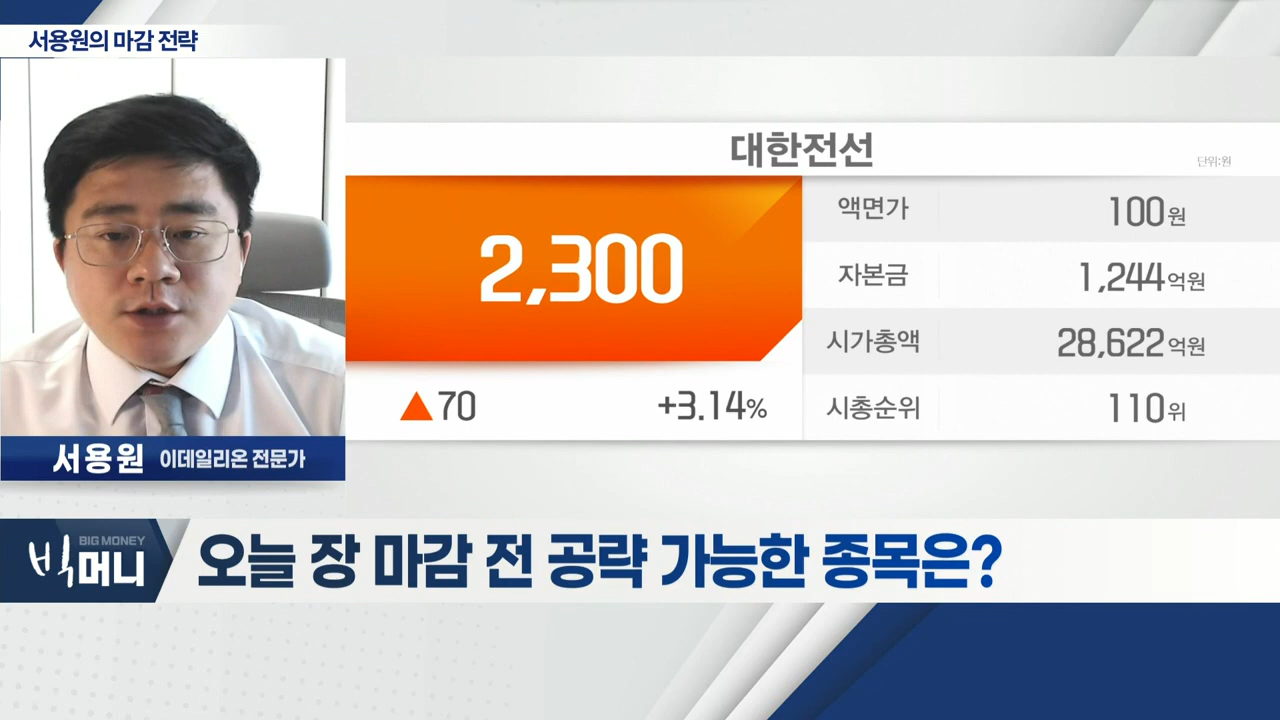 서용원의 마감 전략
대한전선
단위:원
2,300
▲70 +3.14%
액면가 100원
자본금 1,244억원
시가총액 28,622억원
시총순위 110위
서용원 이데일리온 전문가
BIG MONEY
빅머니
오늘 장 마감 전 공략 가능한 종목은?